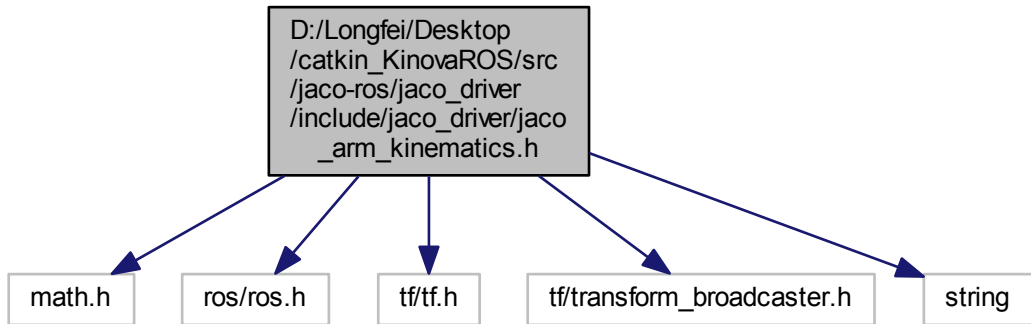 D:/Longfei/Desktop
/catkin_KinovaROS/src
/jaco-ros/jaco_driver
/include/jaco_driver/jaco
_arm_kinematics.h
math.h
ros/ros.h
tf/tf.h
tf/transform_broadcaster.h
string